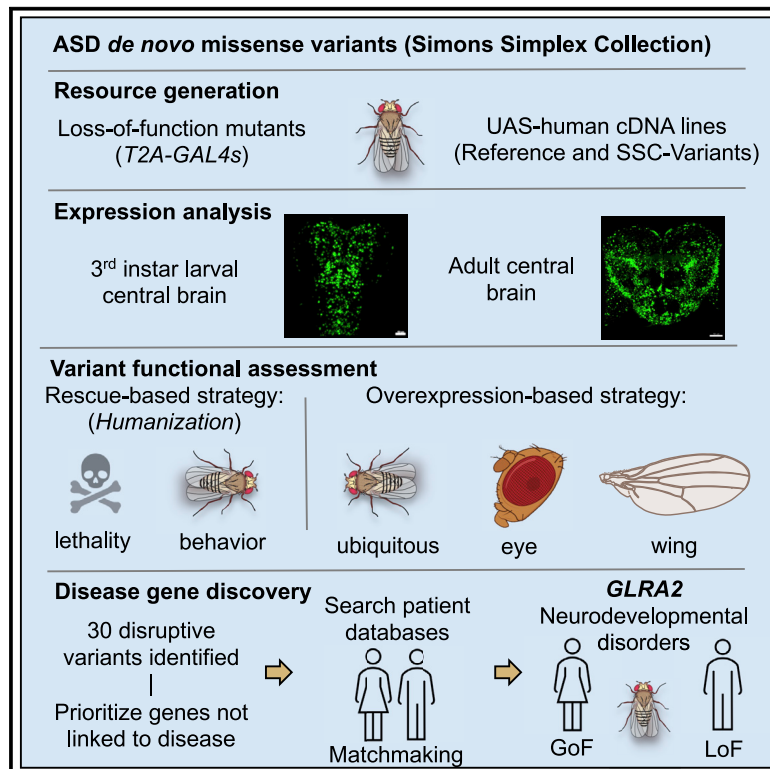 ASD de novo missense variants (Simons Simplex Collection)
Resource generation
Loss-of-function mutants
(T2A-GAL4s)
UAS-human cDNA lines
(Reference and SSC-Variants)
Expression analysis
3rd instar larval
central brain
Adult central
brain
Variant functional assessment
Rescue-based strategy:
(Humanization)
Overexpression-based strategy:
lethality
behavior
ubiquitous
eye
wing
Disease gene discovery
30 disruptive
variants identified
Prioritize genes not
linked to disease
Search patient
databases
Matchmaking
GLRA2
Neurodevelopmental
disorders
GoF
LoF